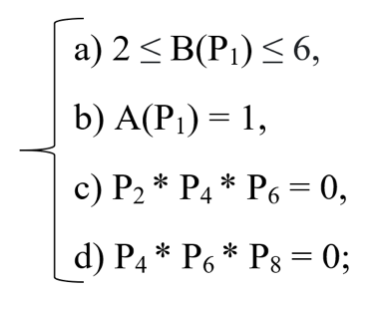 a) 2 ≤ B(P₁) ≤ 6,
b) A(P₁) = 1,
c) P₂ * P₄ * P₆ = 0,
d) P₄ * P₆ * P₈ = 0;